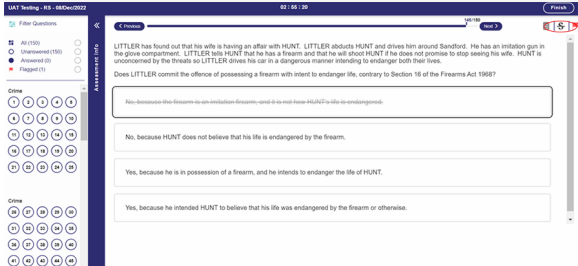 UAT Testing - RS - 08/Dec/2022
02 : 55 : 20
Finish
Filter Questions
All (150)
Unanswered (150)
Answered (0)
Flagged (1)
Crime
1 2 3 4 5
6 7 8 9 10
11 12 13 14 15
16 17 18 19 20
21 22 23 24 25
Crime
26 27 28 29 30
31 32 33 34 35
36 37 38 39 40
41 42 43 44 45
Assessment Info
Previous
145/150
Next
LITTLER has found out that his wife is having an affair with HUNT. LITTLER abducts HUNT and drives him around Sandford. He has an imitation gun in
the glove compartment. LITTLER tells HUNT that he has a firearm and that he will shoot HUNT if he does not promise to stop seeing his wife. HUNT is
unconcerned by the threats so LITTLER drives his car in a dangerous manner intending to endanger both their lives.
Does LITTLER commit the offence of possessing a firearm with intent to endanger life, contrary to Section 16 of the Firearms Act 1968?
No, because the firearm is an imitation firearm, and it is not how HUNT's life is endangered.
No, because HUNT does not believe that his life is endangered by the firearm.
Yes, because he is in possession of a firearm, and he intends to endanger the life of HUNT.
Yes, because he intended HUNT to believe that his life was endangered by the firearm or otherwise.